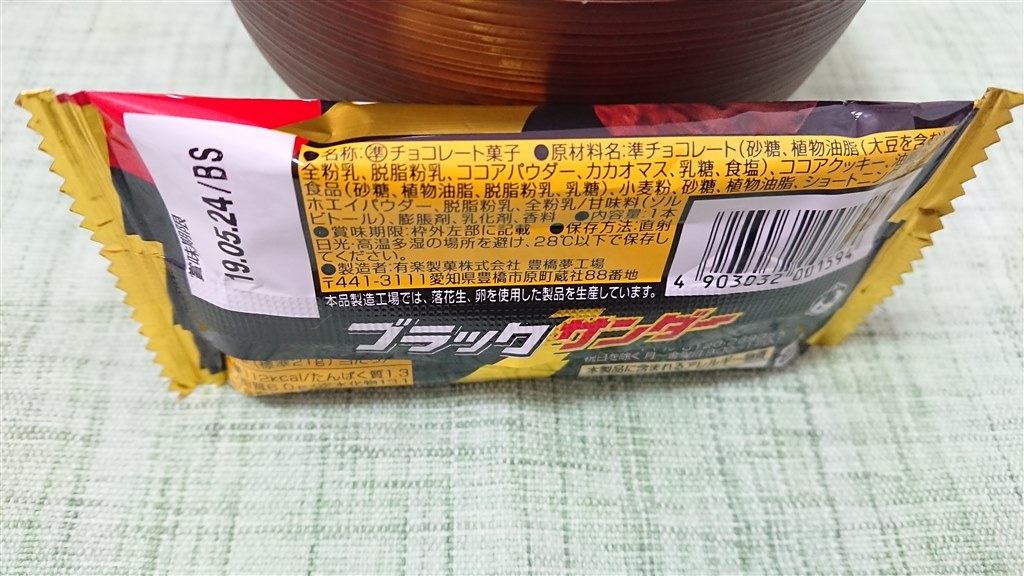 賞味期限
19.05.24/BS
●名称:準チョコレート菓子 ●原材料名:準チョコレート(砂糖、植物油脂(大豆を含む
全粉乳、脱脂粉乳、ココアパウダー、カカオマス、乳糖、食塩)、ココアクッキー、
食品(砂糖、植物油脂、脱脂粉乳、乳糖)、小麦粉、砂糖、植物油脂、ショートニ
ホエイパウダー、脱脂粉乳、全粉乳/甘味料(ソル
ビトール)、膨脹剤、乳化剤、香料 ●内容量:1本
●賞味期限:枠外左部に記載 ●保存方法:直射
日光・高温多湿の場所を避け、28℃以下で保存し
てください。
●製造者:有楽製菓株式会社 豊橋夢工場
〒441-3111愛知県豊橋市原町蔵社88番地
本品製造工場では、落花生、卵を使用した製品を生産しています。
4 903032 001594
ブラックサンダー
2kcal/たんぱく質1.3
本製品に含まれるアレルギー物質